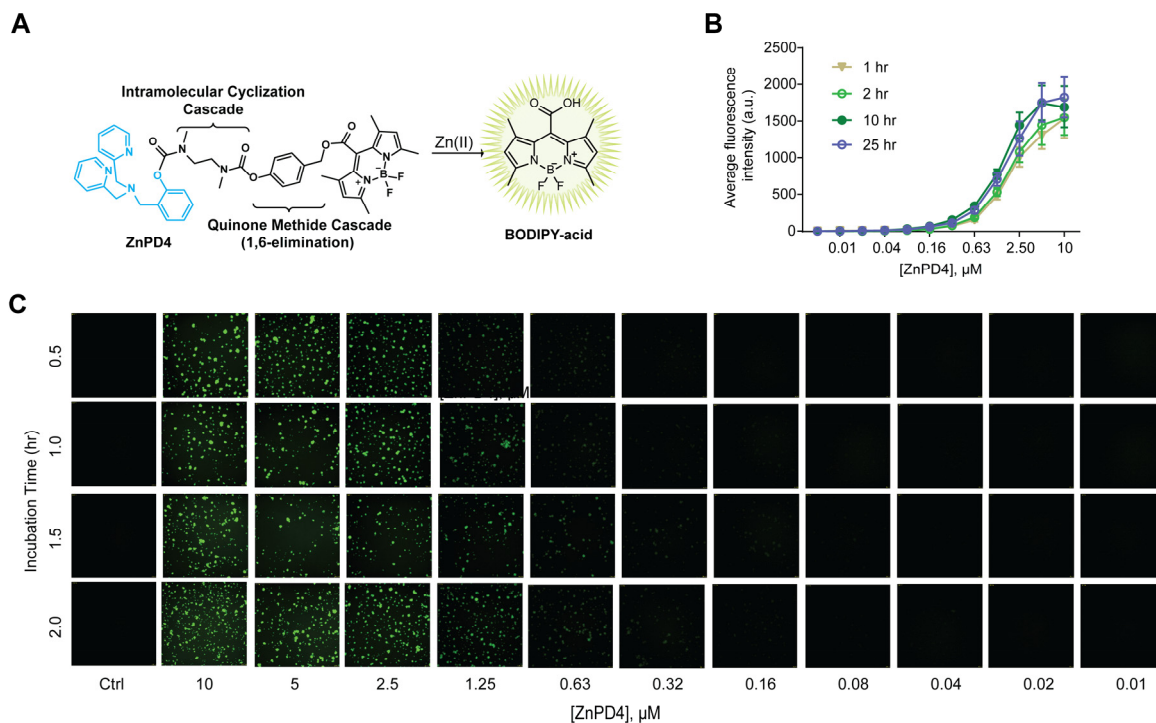 A
Intramolecular Cyclization
Cascade
N
N
N
O
O
N
N
Me
O
O
O
O
N
N
+
B
F
F
ZnPD4
Quinone Methide Cascade
(1,6-elimination)
Zn(II)
O
OH
N
N
+
B
-
F
F
BODIPY-acid
B
Average fluorescence
intensity (a.u.)
2500
2000
1500
1000
500
0
1 hr
2 hr
10 hr
25 hr
0.01 0.04 0.16 0.63 2.50 10
[ZnPD4], µM
C
Incubation Time (hr)
0.5
1.0
1.5
2.0
Ctrl 10 5 2.5 1.25 0.63 0.32 0.16 0.08 0.04 0.02 0.01
[ZnPD4], µM